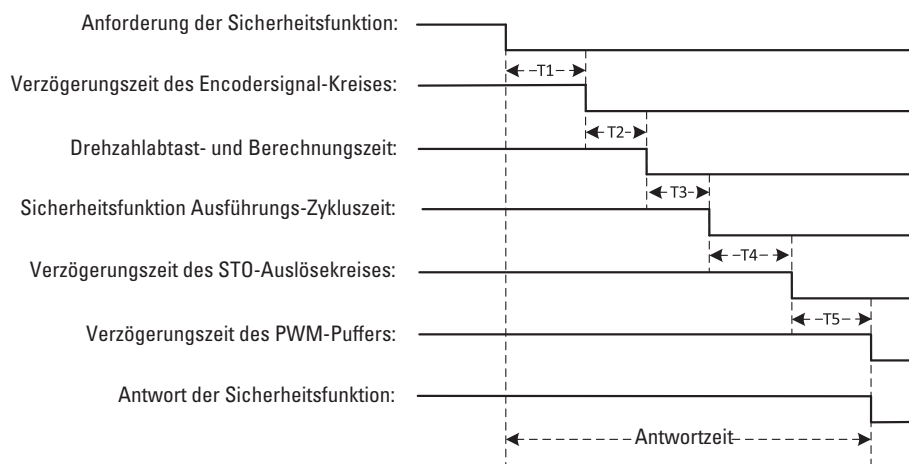 Anforderung der Sicherheitsfunktion:
T1
Verzögerungszeit des Encodersignal-Kreises:
T2
Drehzahlabtast- und Berechnungszeit:
T3
Sicherheitsfunktion Ausführungs-Zykluszeit:
T4
Verzögerungszeit des STO-Auslösekreises:
T5
Verzögerungszeit des PWM-Puffers:
Antwort der Sicherheitsfunktion:
Antwortzeit